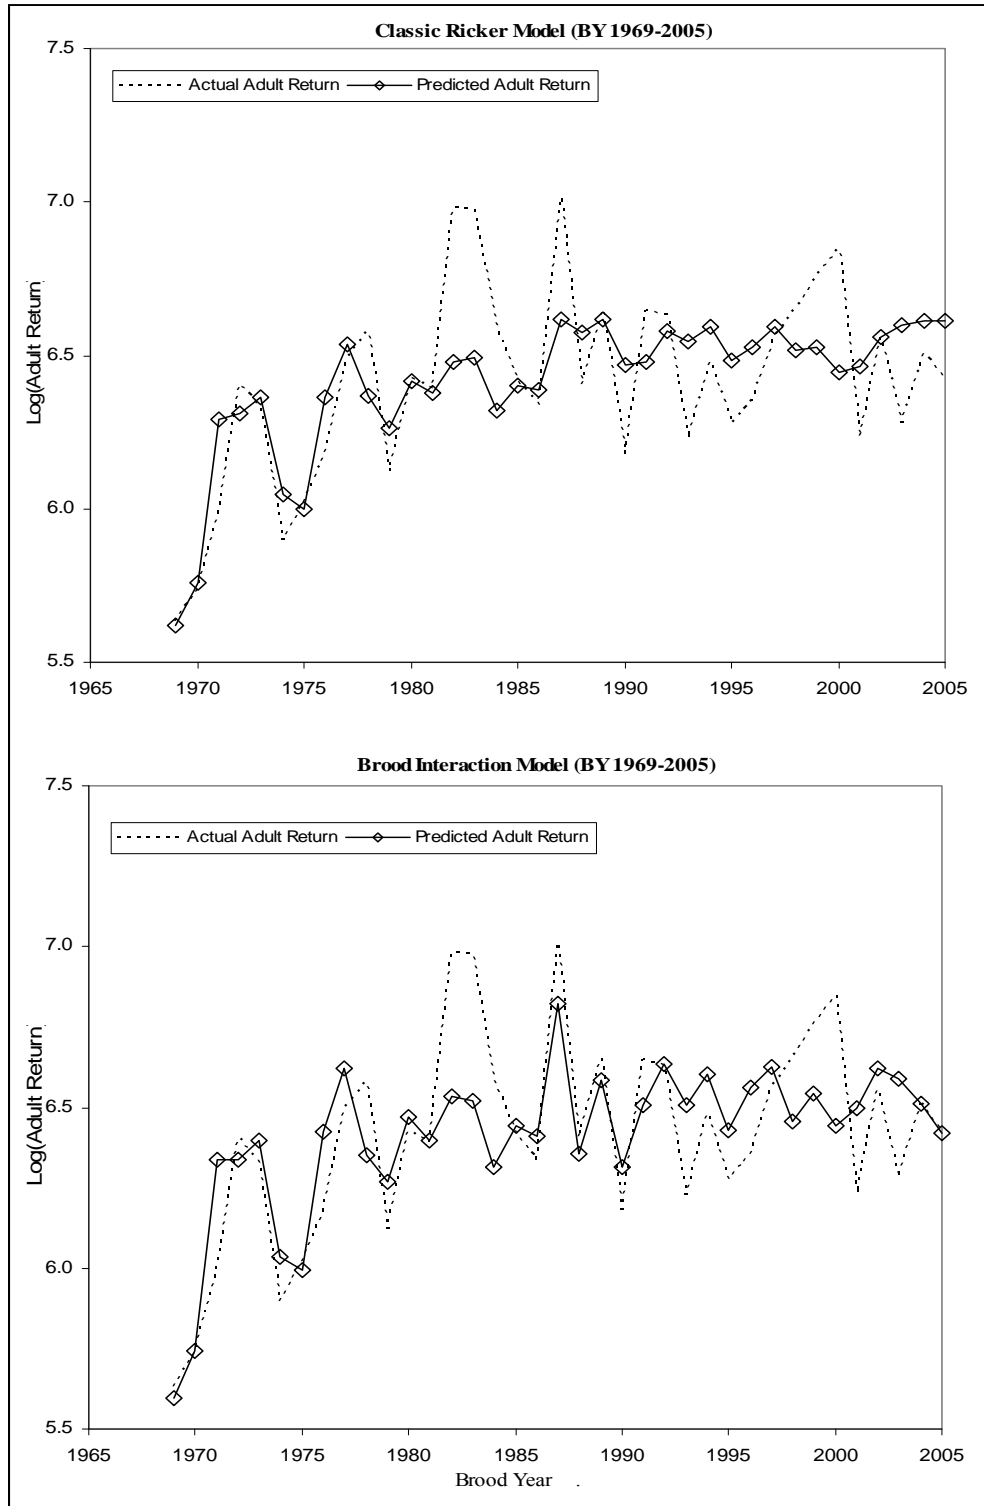 Classic Ricker Model (BY 1969-2005)
7.5
Actual Adult Return Predicted Adult Return
7.0
6.5
Log(Adult Return)
6.0
5.5
1965 1970 1975 1980 1985 1990 1995 2000 2005
Brood Interaction Model (BY 1969-2005)
7.5
Actual Adult Return Predicted Adult Return
7.0
6.5
Log(Adult Return)
6.0
5.5
1965 1970 1975 1980 1985 1990 1995 2000 2005
Brood Year .